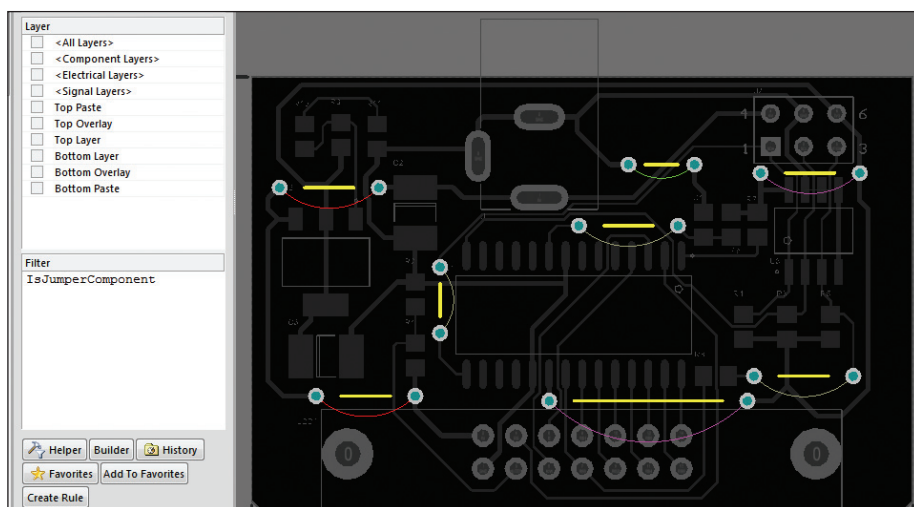 Layer
<All Layers>
<Component Layers>
<Electrical Layers>
<Signal Layers>
Top Paste
Top Overlay
Top Layer
Bottom Layer
Bottom Overlay
Bottom Paste
Filter
IsJumperComponent
Helper
Builder
History
Favorites
Add To Favorites
Create Rule
4
6
1
3
C2
0
0